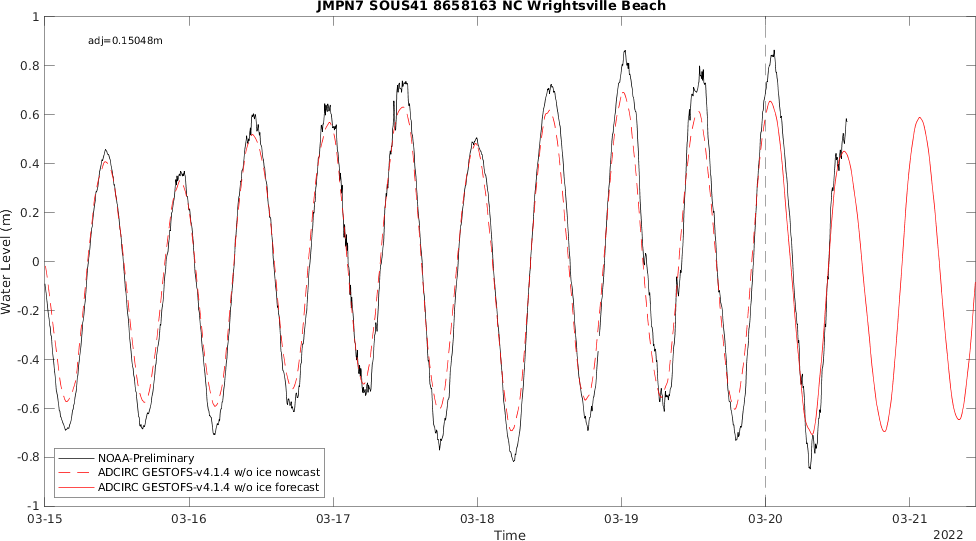 JMPN7 SOUS41 8658163 NC Wrightsville Beach
adj=0.15048m
1
0.8
0.6
0.4
0.2
0
-0.2
-0.4
-0.6
-0.8
-1
Water Level (m)
NOAA-Preliminary
ADCIRC GESTOFS-v4.1.4 w/o ice nowcast
ADCIRC GESTOFS-v4.1.4 w/o ice forecast
03-15 03-16 03-17 03-18 03-19 03-20 03-21
Time
2022